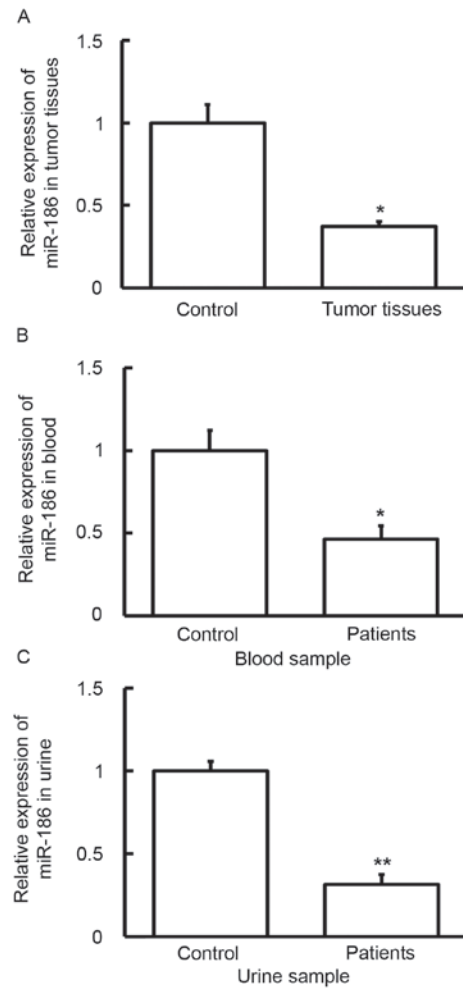 A
Relative expression of
miR-186 in tumor tissues
1.5
1
0.5
0
*
Control Tumor tissues
B
Relative expression of
miR-186 in blood
1.5
1
0.5
0
*
Control Patients
Blood sample
C
Relative expression of
miR-186 in urine
1.5
1
0.5
0
**
Control Patients
Urine sample